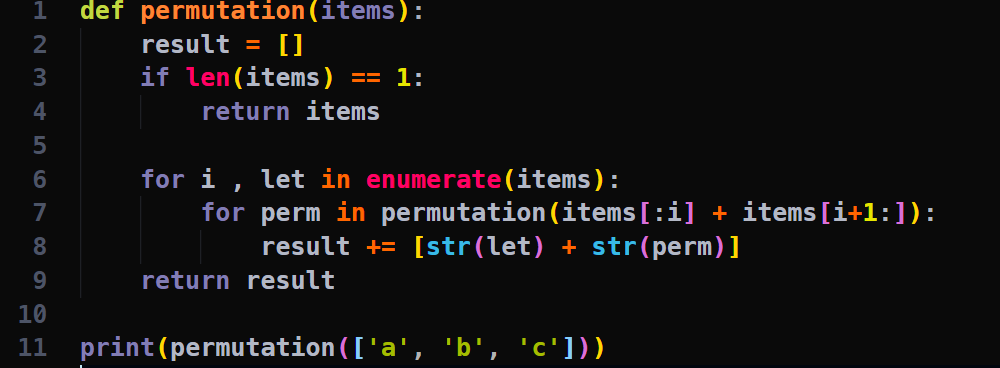 1 def permutation(items):
2     result = []
3     if len(items) == 1:
4         return items
5
6     for i , let in enumerate(items):
7         for perm in permutation(items[:i] + items[i+1:]):
8             result += [str(let) + str(perm)]
9     return result
10
11 print(permutation(['a', 'b', 'c']))